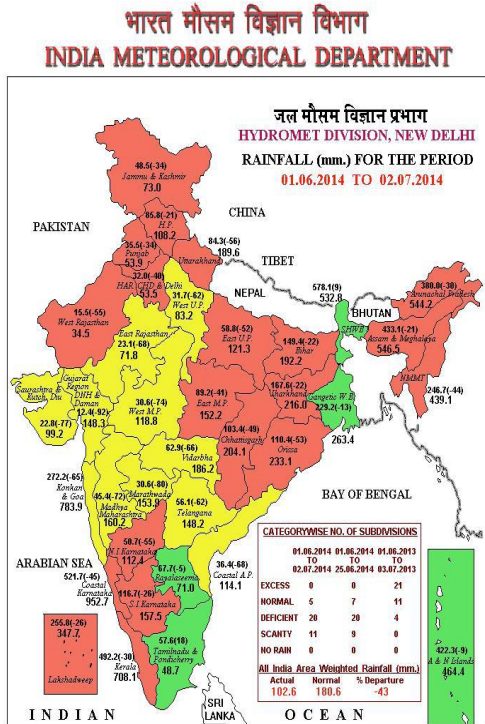 भारत मौसम विज्ञान विभाग
INDIA METEOROLOGICAL DEPARTMENT
जल मौसम विज्ञान प्रभाग
HYDROMET DIVISION, NEW DELHI
RAINFALL (mm.) FOR THE PERIOD
01.06.2014 TO 02.07.2014
48.5(-34)
Jammu & Kashmir
73.0
CHINA
PAKISTAN
85.8(-21)
H.P.
108.2
35.5(-34)
Punjab
53.9
84.3(-56)
189.6
Uttarakhand
TIBET
32.0(-40)
HAR. CHD & Delhi
53.5
NEPAL
31.7(-62)
West U.P.
83.2
578.1(9)
532.8
SHWB
BHUTAN
380.8(-30)
Arunachal Pradesh
544.2
15.5(-55)
West Rajasthan
34.5
East Rajasthan
23.1(-68)
71.8
58.8(-52)
East U.P.
121.3
149.4(-22)
Bihar
192.2
433.1(-21)
Assam & Meghalaya
546.5
NMMT
246.7(-44)
439.1
Saurashtra &
Kutch, Diu
22.8(-77)
99.2
Gujarat
Region
DNH &
Daman
12.4(-92)
148.3
30.6(-74)
West M.P.
118.8
89.2(-41)
East M.P.
152.2
167.6(-22)
Jharkhand
216.0
Gangetic W.B.
229.2(-13)
263.4
103.4(-49)
Chhattisgarh
204.1
110.4(-53)
Orissa
233.1
62.9(-66)
Vidarbha
186.2
272.2(-65)
Konkan
& Goa
783.9
45.4(-72)
Madhya
Maharashtra
160.2
30.6(-80)
Marathwada
153.9
56.1(-62)
Telangana
148.2
BAY OF BENGAL
ARABIAN SEA
50.7(-55)
N.I Karnataka
112.4
67.7(-5)
Rayalaseema
71.0
36.4(-68)
Coastal A.P.
114.1
521.7(-45)
Coastal
Karnataka
952.7
116.7(-26)
S.I Karnataka
157.5
255.8(-26)
347.7
Lakshadweep
492.2(-30)
Kerala
708.1
57.6(18)
Tamilnadu &
Pondicherry
48.7
CATEGORYWISE NO. OF SUBDIVISIONS
01.06.2014 01.06.2014 01.06.2013
TO TO TO
02.07.2014 25.06.2014 03.07.2013
EXCESS 0 0 21
NORMAL 5 7 11
DEFICIENT 20 20 4
SCANTY 11 9 0
NO RAIN 0 0 0
All India Area Weighted Rainfall (mm.)
Actual Normal % Departure
102.6 180.6 -43
422.3(-9)
A & N Islands
464.4
SRI
LANKA
INDIAN OCEAN